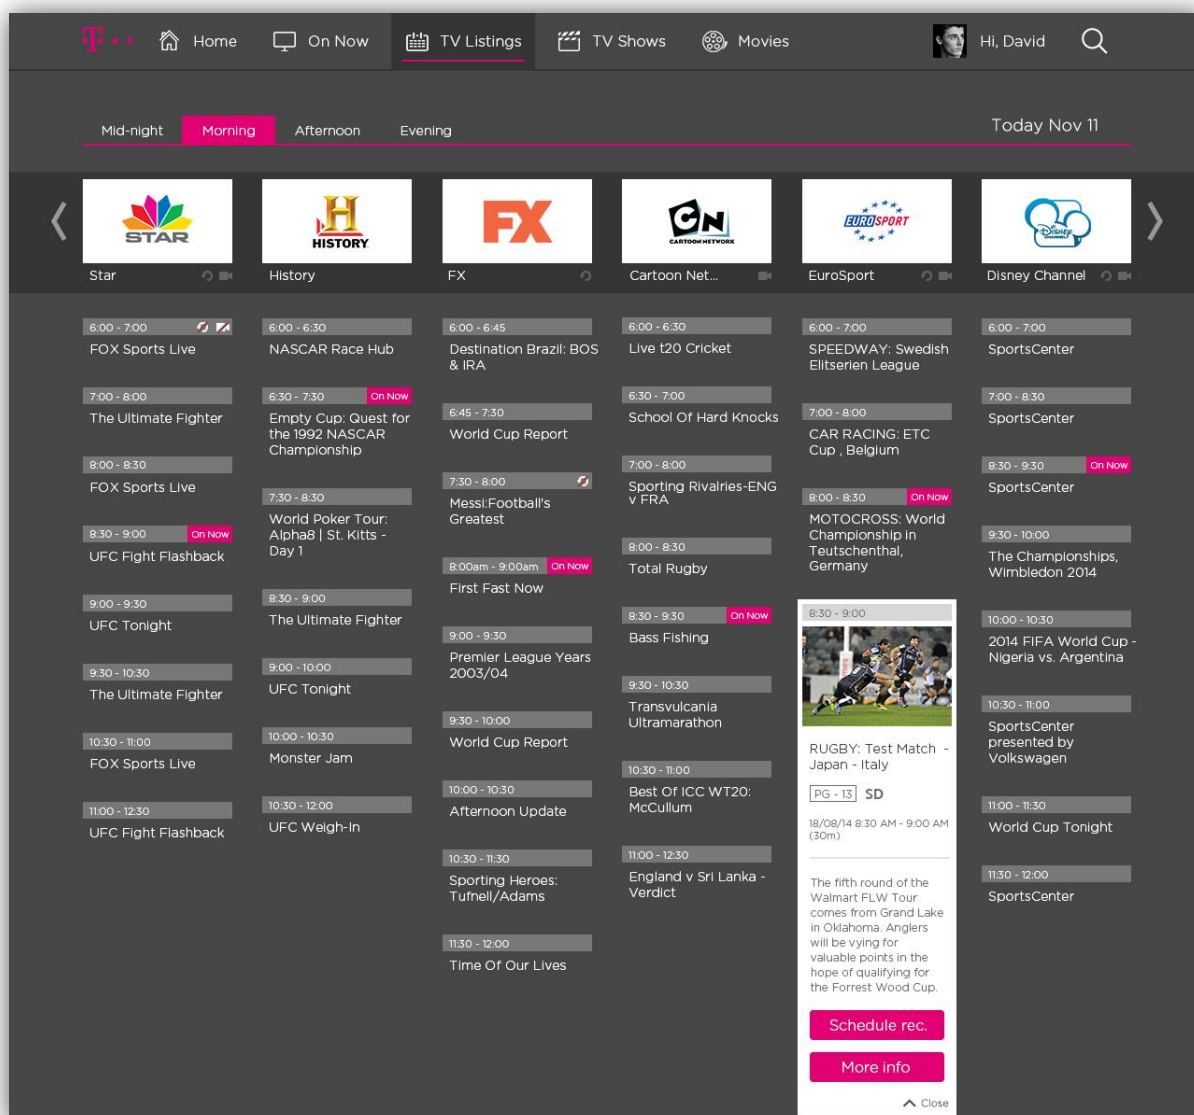 T
Home
On Now
TV Listings
TV Shows
Movies
Hi, David
Mid-night
Morning
Afternoon
Evening
Today Nov 11
STAR
Star
HISTORY
History
FX
FX
CN
CARTOON NETWORK
Cartoon Net...
EUROSPORT
EuroSport
Disney
CHANNEL
Disney Channel
6:00 - 7:00
FOX Sports Live
7:00 - 8:00
The Ultimate Fighter
8:00 - 8:30
FOX Sports Live
8:30 - 9:00
On Now
UFC Fight Flashback
9:00 - 9:30
UFC Tonight
9:30 - 10:30
The Ultimate Fighter
10:30 - 11:00
FOX Sports Live
11:00 - 12:30
UFC Fight Flashback
6:00 - 6:30
NASCAR Race Hub
6:30 - 7:30
On Now
Empty Cup: Quest for
the 1992 NASCAR
Championship
7:30 - 8:30
World Poker Tour:
Alpha8 | St. Kitts -
Day 1
8:30 - 9:00
The Ultimate Fighter
9:00 - 10:00
UFC Tonight
10:00 - 10:30
Monster Jam
10:30 - 12:00
UFC Weigh-In
6:00 - 6:45
Destination Brazil: BOS
& IRA
6:45 - 7:30
World Cup Report
7:30 - 8:00
Messi:Football's
Greatest
8:00am - 9:00am
On Now
First Fast Now
9:00 - 9:30
Premier League Years
2003/04
9:30 - 10:00
World Cup Report
10:00 - 10:30
Afternoon Update
10:30 - 11:30
Sporting Heroes:
Tufnell/Adams
11:30 - 12:00
Time Of Our Lives
6:00 - 6:30
Live t20 Cricket
6:30 - 7:00
School Of Hard Knocks
7:00 - 8:00
Sporting Rivalries-ENG
v FRA
8:00 - 8:30
Total Rugby
8:30 - 9:30
On Now
Bass Fishing
9:30 - 10:30
Transvulcania
Ultramarathon
10:30 - 11:00
Best Of ICC WT20:
McCullum
11:00 - 12:30
England v Sri Lanka -
Verdict
6:00 - 7:00
SPEEDWAY: Swedish
Elitserien League
7:00 - 8:00
CAR RACING: ETC
Cup , Belgium
8:00 - 8:30
On Now
MOTOCROSS: World
Championship in
Teutschenthal,
Germany
8:30 - 9:00
RUGBY: Test Match -
Japan - Italy
PG - 13 SD
18/08/14 8:30 AM - 9:00 AM
(30m)
The fifth round of the
Walmart FLW Tour
comes from Grand Lake
in Oklahoma. Anglers
will be vying for
valuable points in the
hope of qualifying for
the Forrest Wood Cup.
Schedule rec.
More info
Close
6:00 - 7:00
SportsCenter
7:00 - 8:30
SportsCenter
8:30 - 9:30
On Now
SportsCenter
9:30 - 10:00
The Championships,
Wimbledon 2014
10:00 - 10:30
2014 FIFA World Cup -
Nigeria vs. Argentina
10:30 - 11:00
SportsCenter
presented by
Volkswagen
11:00 - 11:30
World Cup Tonight
11:30 - 12:00
SportsCenter